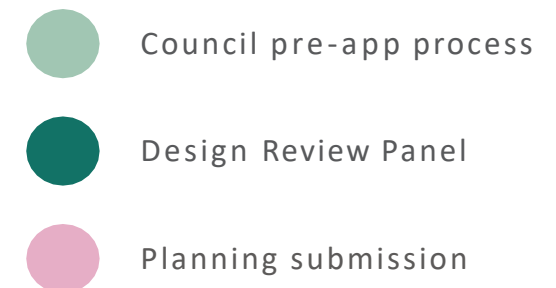 Council pre-app process
Design Review Panel
Planning submission